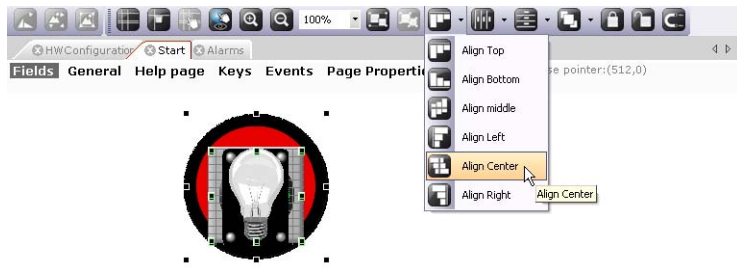 100%
HWConfiguration Start Alarms
Fields General Help page Keys Events Page Properti se pointer:(512,0)
Align Top
Align Bottom
Align middle
Align Left
Align Center
Align Center
Align Right